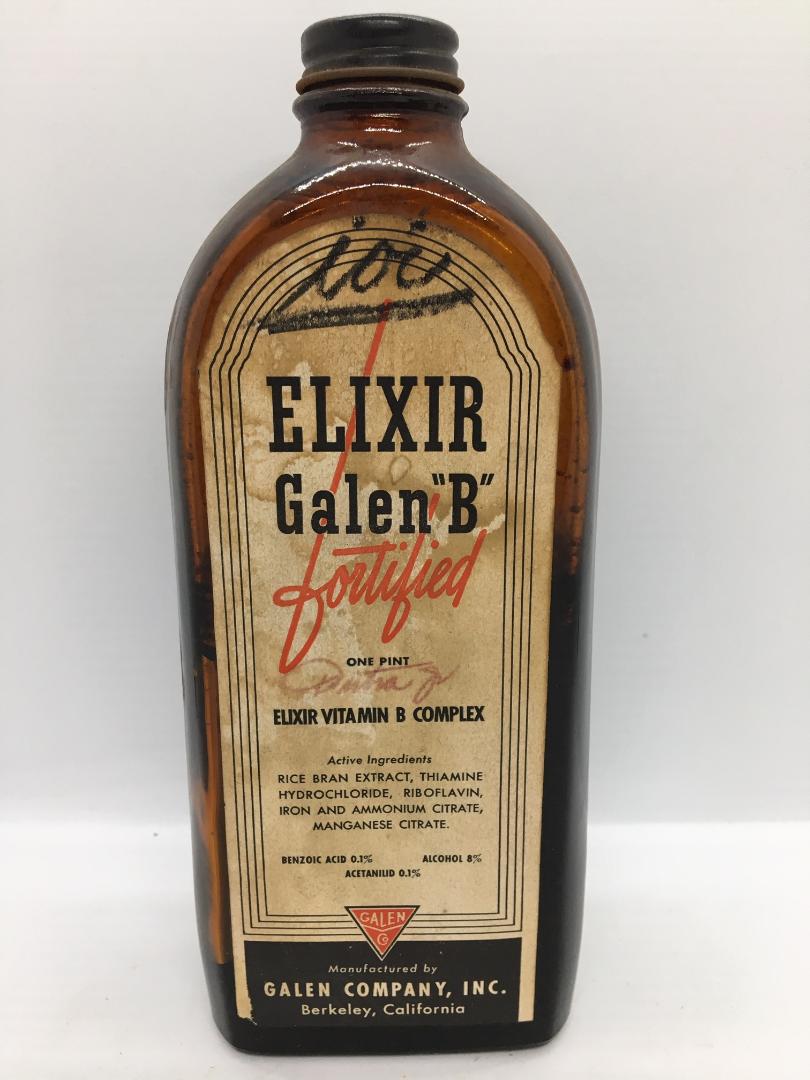 ELIXIR
Galen "B"
fortified
ONE PINT
ELIXIR VITAMIN B COMPLEX
Active Ingredients
RICE BRAN EXTRACT, THIAMINE
HYDROCHLORIDE, RIBOFLAVIN,
IRON AND AMMONIUM CITRATE,
MANGANESE CITRATE.
BENZOIC ACID 0.1% ALCOHOL 8%
ACETANILID 0.1%
GALEN
Co
Manufactured by
GALEN COMPANY, INC.
Berkeley, California